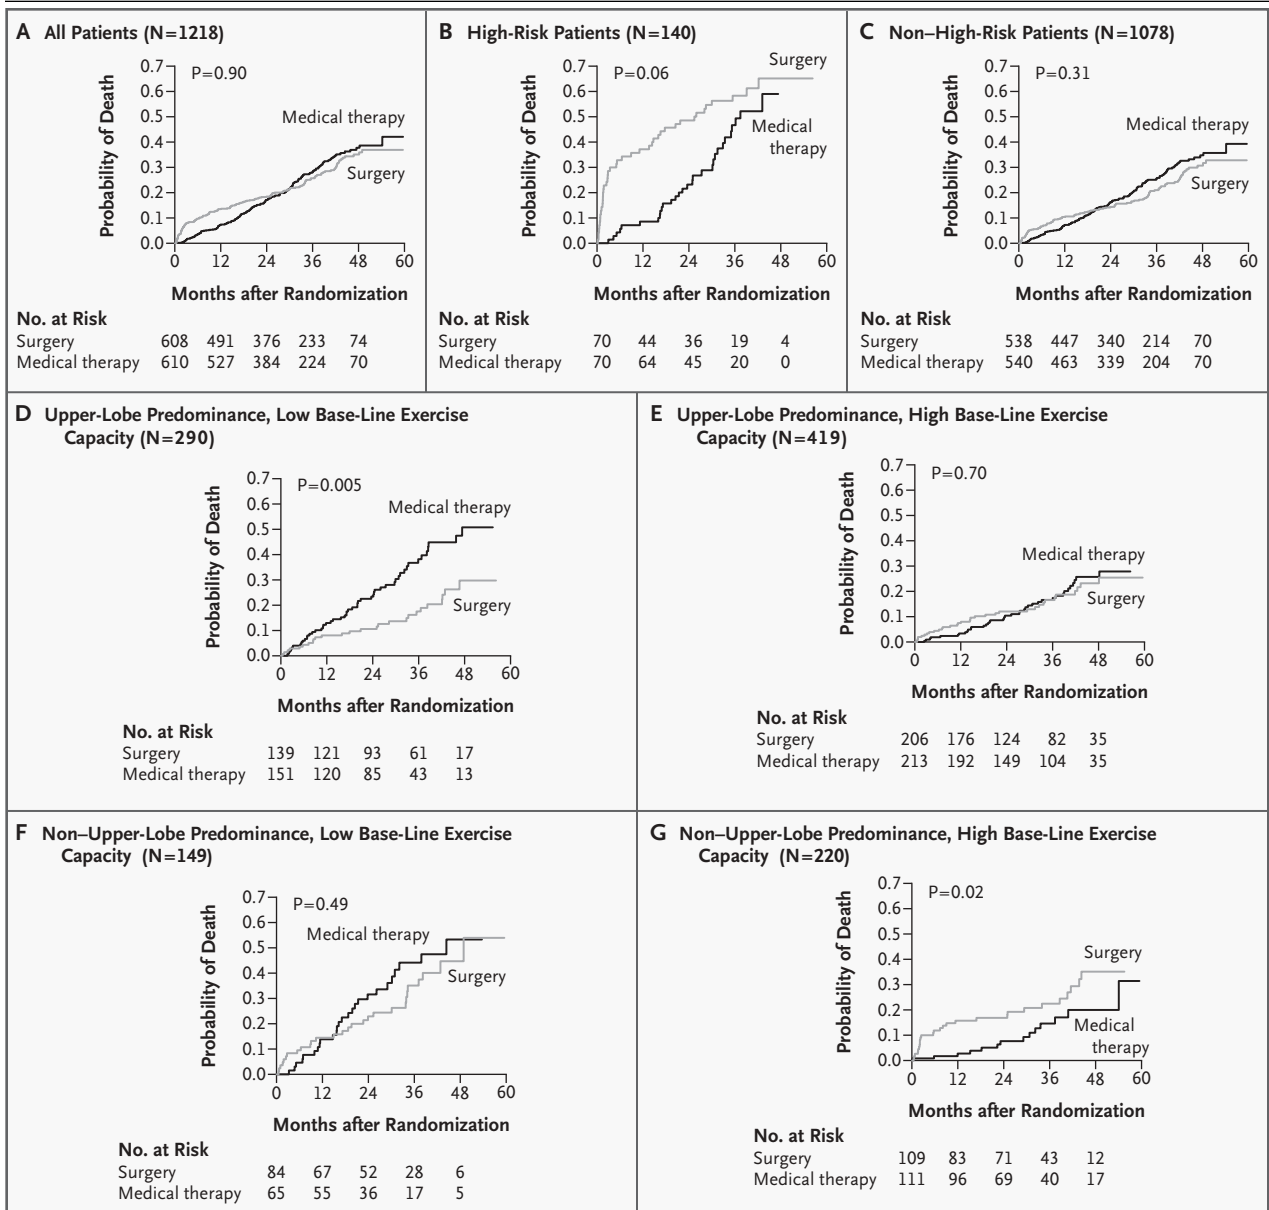 A All Patients (N=1218)
P=0.90
Probability of Death
0.7
0.6
0.5
0.4
0.3
0.2
0.1
0.0
Medical therapy
Surgery
0 12 24 36 48 60
Months after Randomization
No. at Risk
Surgery 608 491 376 233 74
Medical therapy 610 527 384 224 70
B High-Risk Patients (N=140)
P=0.06
Probability of Death
0.7
0.6
0.5
0.4
0.3
0.2
0.1
0.0
Surgery
Medical
therapy
0 12 24 36 48 60
Months after Randomization
No. at Risk
Surgery 70 44 36 19 4
Medical therapy 70 64 45 20 0
C Non–High-Risk Patients (N=1078)
P=0.31
Probability of Death
0.7
0.6
0.5
0.4
0.3
0.2
0.1
0.0
Medical therapy
Surgery
0 12 24 36 48 60
Months after Randomization
No. at Risk
Surgery 538 447 340 214 70
Medical therapy 540 463 339 204 70
D Upper-Lobe Predominance, Low Base-Line Exercise
Capacity (N=290)
P=0.005
Probability of Death
0.7
0.6
0.5
0.4
0.3
0.2
0.1
0.0
Medical therapy
Surgery
0 12 24 36 48 60
Months after Randomization
No. at Risk
Surgery 139 121 93 61 17
Medical therapy 151 120 85 43 13
E Upper-Lobe Predominance, High Base-Line Exercise
Capacity (N=419)
P=0.70
Probability of Death
0.7
0.6
0.5
0.4
0.3
0.2
0.1
0.0
Medical therapy
Surgery
0 12 24 36 48 60
Months after Randomization
No. at Risk
Surgery 206 176 124 82 35
Medical therapy 213 192 149 104 35
F Non–Upper-Lobe Predominance, Low Base-Line Exercise
Capacity (N=149)
P=0.49
Probability of Death
0.7
0.6
0.5
0.4
0.3
0.2
0.1
0.0
Medical therapy
Surgery
0 12 24 36 48 60
Months after Randomization
No. at Risk
Surgery 84 67 52 28 6
Medical therapy 65 55 36 17 5
G Non–Upper-Lobe Predominance, High Base-Line Exercise
Capacity (N=220)
P=0.02
Probability of Death
0.7
0.6
0.5
0.4
0.3
0.2
0.1
0.0
Surgery
Medical
therapy
0 12 24 36 48 60
Months after Randomization
No. at Risk
Surgery 109 83 71 43 12
Medical therapy 111 96 69 40 17